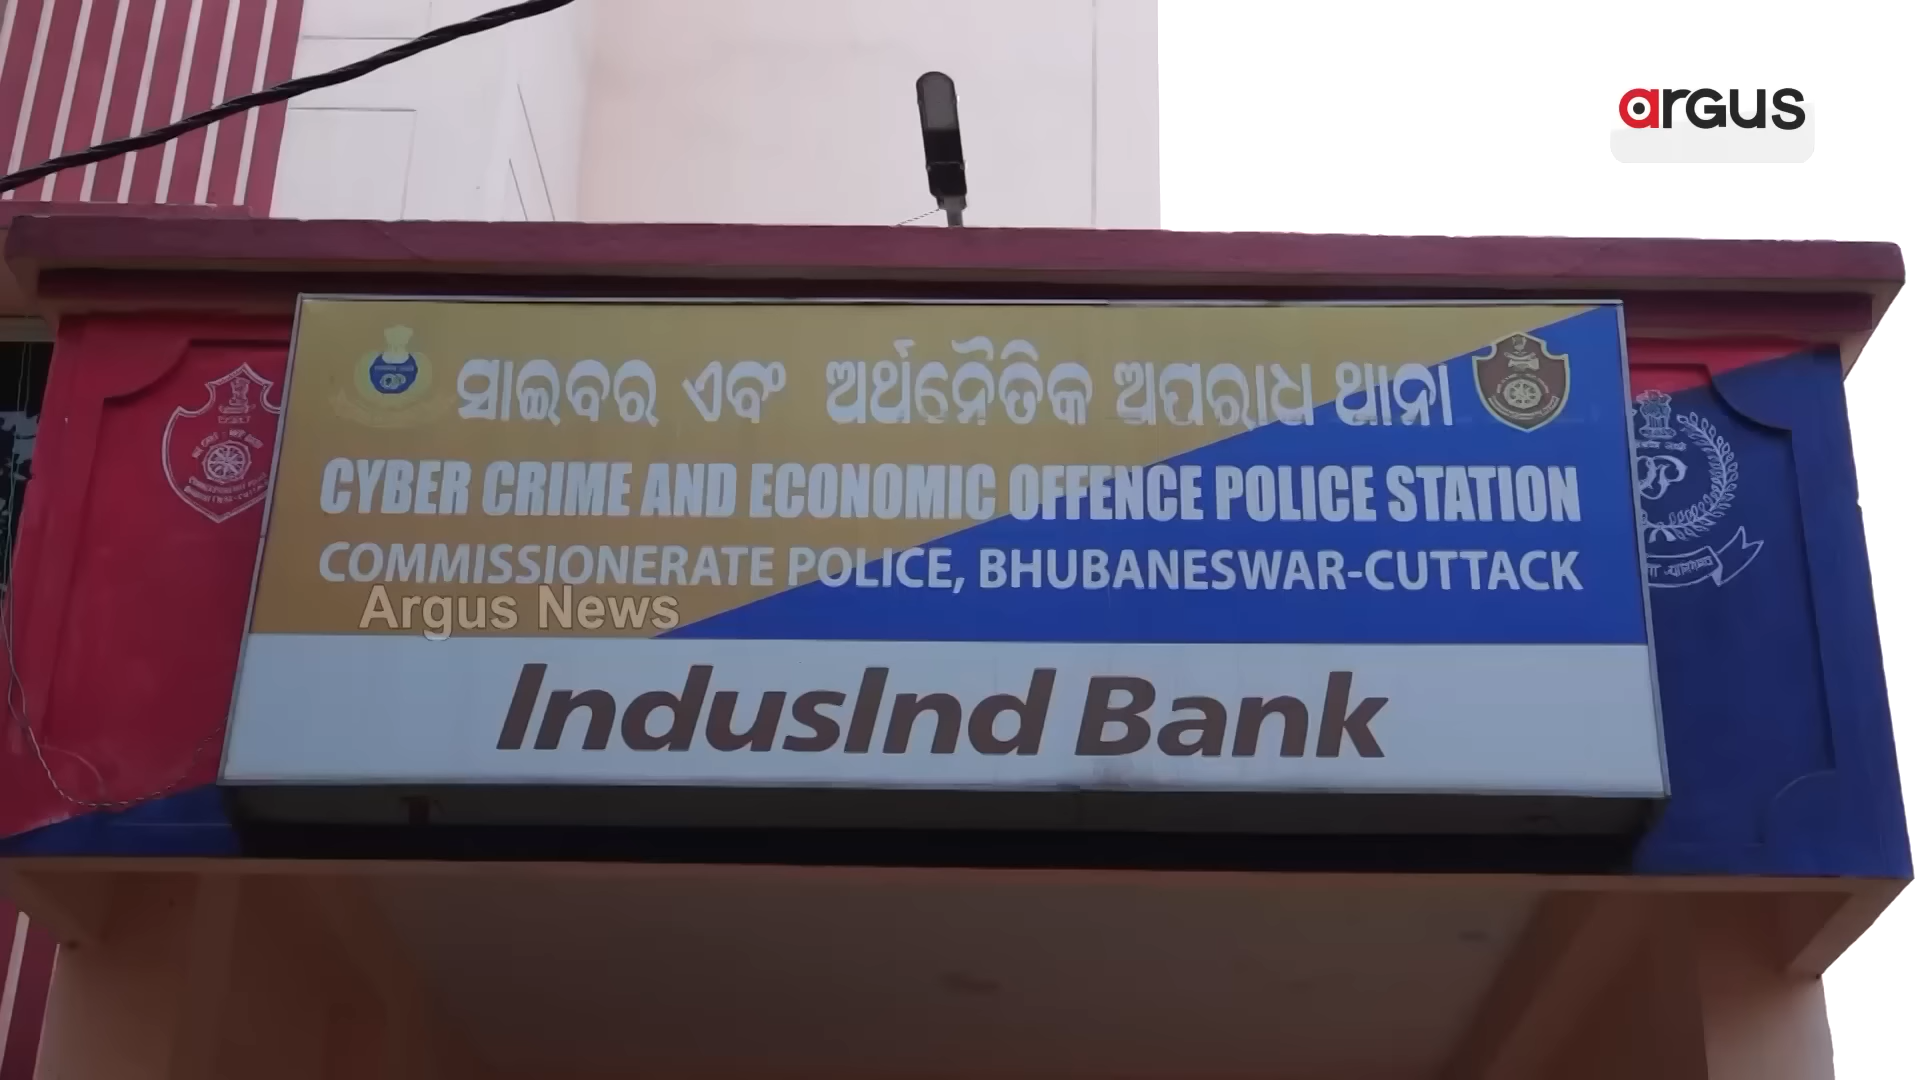 argus
ସାଇବର ଏବଂ ଅର୍ଥନୈତିକ ଅପରାଧ ଥାନା
CYBER CRIME AND ECONOMIC OFFENCE POLICE STATION
COMMISSIONERATE POLICE, BHUBANESWAR-CUTTACK
Argus News
IndusInd Bank